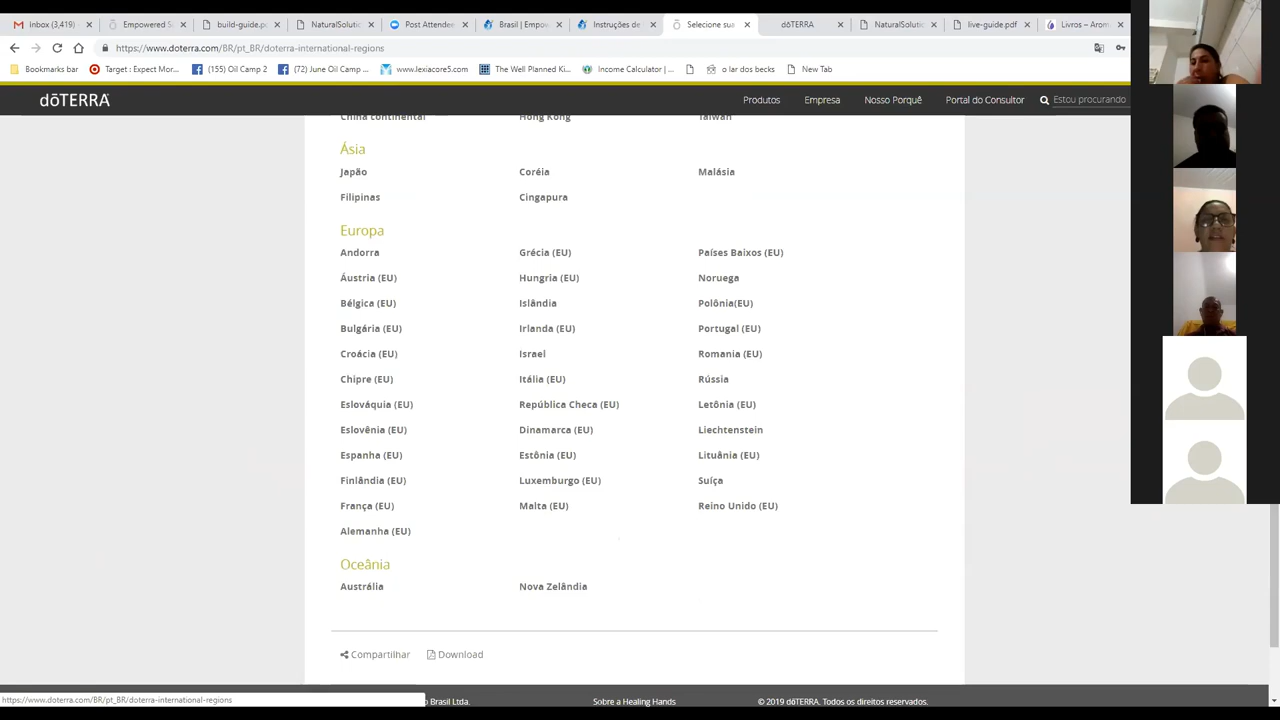 inbox (3,419)
Empowered S
build-guide.p
NaturalSolutio
Post Attender
Brasil | Empow
Instruções de
Selecione sua
dōTERRA
NaturalSolutio
live-guide.pdf
Livros – Arom
https://www.doterra.com/BR/pt_BR/doterra-international-regions
Bookmarks bar
Target : Expect Mor...
(155) Oil Camp 2
(72) June Oil Camp ...
www.lexiacore5.com
The Well Planned Ki...
Income Calculator |...
o lar dos becks
New Tab
dōTERRA
Produtos
Empresa
Nosso Porquê
Portal do Consultor
Estou procurando
China continental Hong Kong Taiwan
Ásia
Japão Coréia Malásia
Filipinas Cingapura
Europa
Andorra Grécia (EU) Países Baixos (EU)
Áustria (EU) Hungria (EU) Noruega
Bélgica (EU) Islândia Polônia(EU)
Bulgária (EU) Irlanda (EU) Portugal (EU)
Croácia (EU) Israel Romania (EU)
Chipre (EU) Itália (EU) Rússia
Eslováquia (EU) República Checa (EU) Letônia (EU)
Eslovênia (EU) Dinamarca (EU) Liechtenstein
Espanha (EU) Estônia (EU) Lituânia (EU)
Finlândia (EU) Luxemburgo (EU) Suíça
França (EU) Malta (EU) Reino Unido (EU)
Alemanha (EU)
Oceânia
Austrália Nova Zelândia
Compartilhar Download
https://www.doterra.com/BR/pt_BR/doterra-international-regions
o Brasil Ltda. Sobre a Healing Hands © 2019 dōTERRA. Todos os direitos reservados.